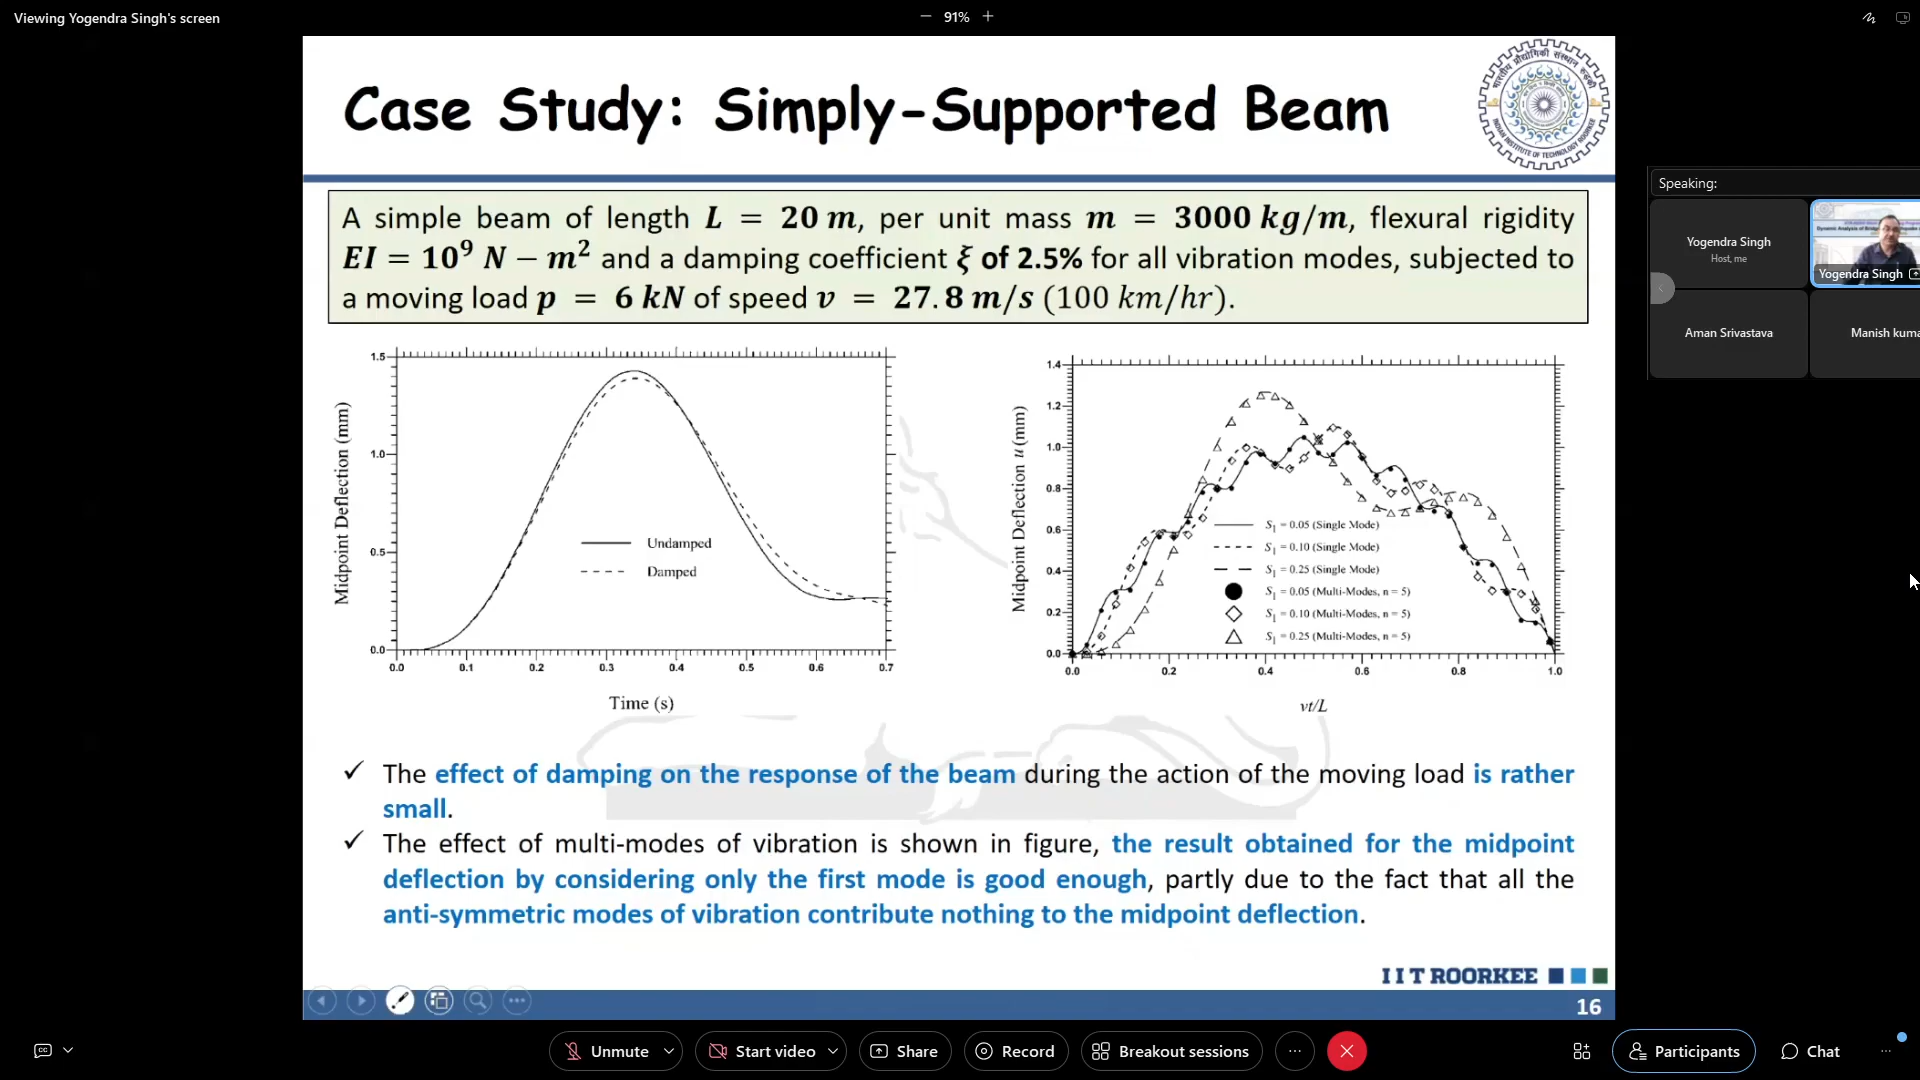 Viewing Yogendra Singh's screen
91%
Case Study: Simply-Supported Beam
भारतीय प्रौद्योगिकी संस्थान रुड़की
INDIAN INSTITUTE OF TECHNOLOGY ROORKEE
A simple beam of length L = 20 m, per unit mass m = 3000 kg/m, flexural rigidity
EI = 10⁹ N − m² and a damping coefficient ξ of 2.5% for all vibration modes, subjected to
a moving load p = 6 kN of speed v = 27.8 m/s (100 km/hr).
Midpoint Deflection (mm)
1.5
1.0
0.5
0.0
Undamped
Damped
0.0 0.1 0.2 0.3 0.4 0.5 0.6 0.7
Time (s)
Midpoint Deflection u (mm)
1.4
1.2
1.0
0.8
0.6
0.4
0.2
0.0
S₁ = 0.05 (Single Mode)
S₁ = 0.10 (Single Mode)
S₁ = 0.25 (Single Mode)
S₁ = 0.05 (Multi-Modes, n = 5)
S₁ = 0.10 (Multi-Modes, n = 5)
S₁ = 0.25 (Multi-Modes, n = 5)
0.0 0.2 0.4 0.6 0.8 1.0
vt/L
✓ The effect of damping on the response of the beam during the action of the moving load is rather
small.
✓ The effect of multi-modes of vibration is shown in figure, the result obtained for the midpoint
deflection by considering only the first mode is good enough, partly due to the fact that all the
anti-symmetric modes of vibration contribute nothing to the midpoint deflection.
IIT ROORKEE
16
Speaking:
Yogendra Singh
Host, me
Yogendra Singh
Aman Srivastava
Manish kuma
Unmute
Start video
Share
Record
Breakout sessions
Participants
Chat